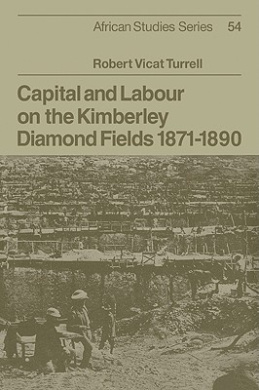 African Studies Series 54
Robert Vicat Turrell
Capital and Labour
on the Kimberley
Diamond Fields 1871-1890